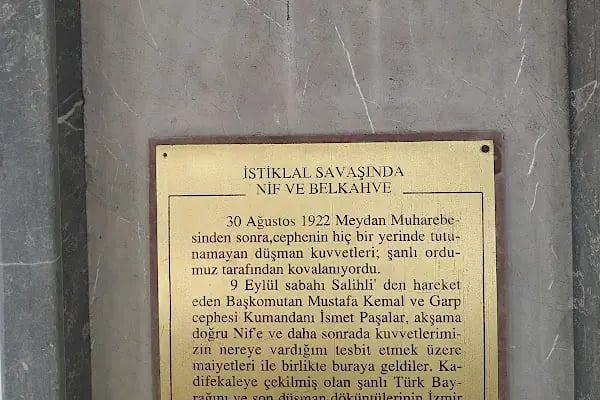 İSTİKLAL SAVAŞINDA
NİF VE BELKAHVE
30 Ağustos 1922 Meydan Muharebe-
sinden sonra,cephenin hiç bir yerinde tutu-
namayan düşman kuvvetleri; şanlı ordu-
muz tarafından kovalanıyordu.
9 Eylül sabahı Salihli' den hareket
eden Başkomutan Mustafa Kemal ve Garp
cephesi Kumandanı İsmet Paşalar, akşama
doğru Nif'e ve daha sonrada kuvvetlerimi-
zin nereye vardığını tesbit etmek üzere
maiyetleri ile birlikte buraya geldiler. Ka-
difekaleye çekilmiş olan şanlı Türk Bay-
rağını ve son düşman döküntülerinin İzmir